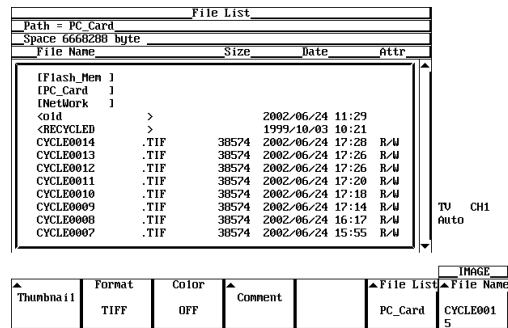 File List
Path = PC_Card
Space 6668288 byte
File Name Size Date Attr
[Flash_Mem ]
[PC_Card ]
[NetWork ]
<old > 2002/06/24 11:29
<RECYCLED > 1999/10/03 10:21
CYCLE0014 .TIF 38574 2002/06/24 17:28 R/W
CYCLE0013 .TIF 38574 2002/06/24 17:26 R/W
CYCLE0012 .TIF 38574 2002/06/24 17:26 R/W
CYCLE0011 .TIF 38574 2002/06/24 17:20 R/W
CYCLE0010 .TIF 38574 2002/06/24 17:18 R/W
CYCLE0009 .TIF 38574 2002/06/24 17:14 R/W
CYCLE0008 .TIF 38574 2002/06/24 16:17 R/W
CYCLE0007 .TIF 38574 2002/06/24 15:55 R/W
TV CH1
Auto
IMAGE
Thumbnail
Format
TIFF
Color
OFF
Comment
File List
PC_Card
File Name
CYCLE001
5